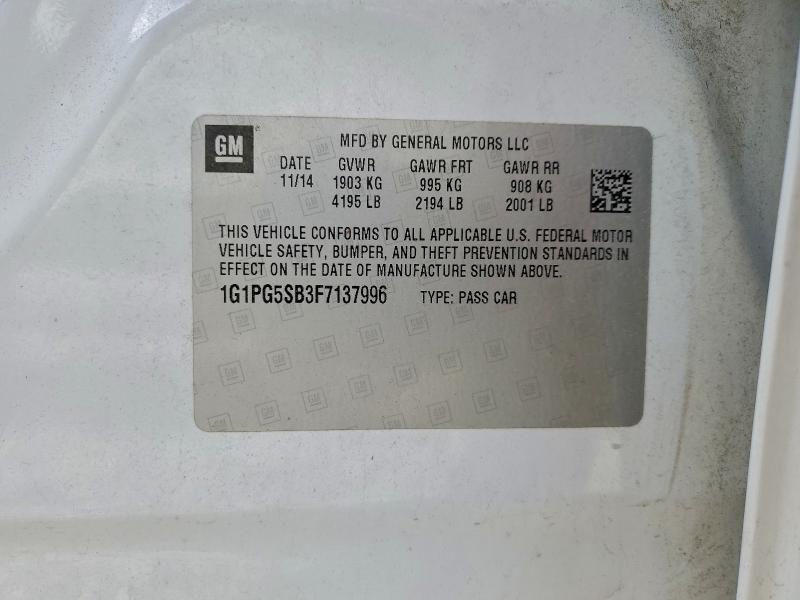 GM
MFD BY GENERAL MOTORS LLC
DATE GVWR GAWR FRT GAWR RR
11/14 1903 KG 995 KG 908 KG
4195 LB 2194 LB 2001 LB
THIS VEHICLE CONFORMS TO ALL APPLICABLE U.S. FEDERAL MOTOR
VEHICLE SAFETY, BUMPER, AND THEFT PREVENTION STANDARDS IN
EFFECT ON THE DATE OF MANUFACTURE SHOWN ABOVE.
1G1PG5SB3F7137996 TYPE: PASS CAR